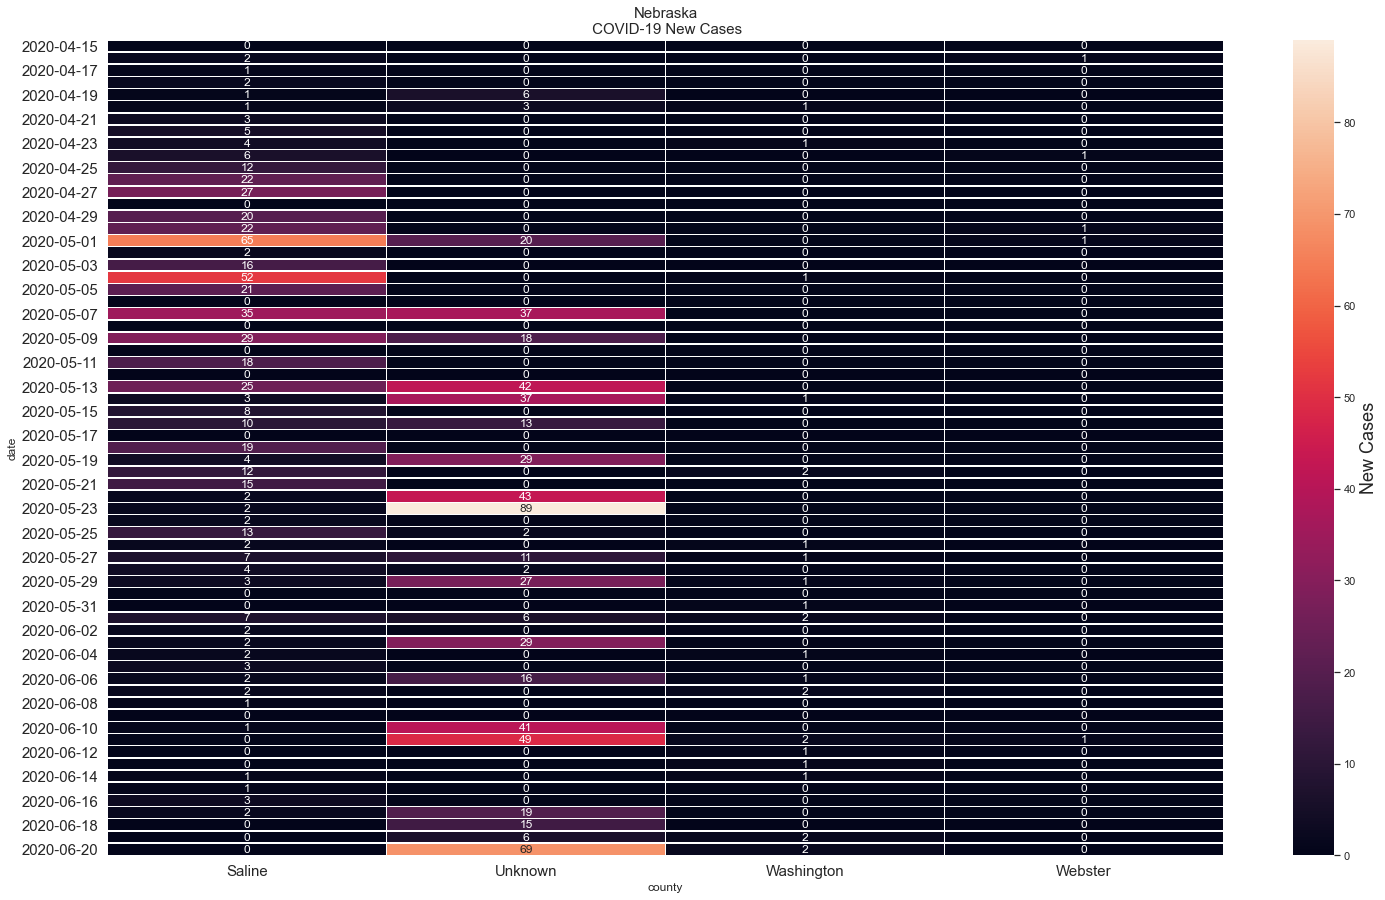 Nebraska
COVID-19 New Cases
2020-04-15 0 0 0 0
2 0 0 1
2020-04-17 1 0 0 0
2 0 0 0
2020-04-19 1 6 0 0
1 3 1 0
2020-04-21 3 0 0 0
5 0 0 0
2020-04-23 4 0 1 0
6 0 0 1
2020-04-25 12 0 0 0
22 0 0 0
2020-04-27 27 0 0 0
0 0 0 0
2020-04-29 20 0 0 0
22 0 0 1
2020-05-01 65 20 0 1
2 0 0 0
2020-05-03 16 0 0 0
52 0 1 0
2020-05-05 21 0 0 0
0 0 0 0
2020-05-07 35 37 0 0
0 0 0 0
2020-05-09 29 18 0 0
0 0 0 0
2020-05-11 18 0 0 0
0 0 0 0
2020-05-13 25 42 0 0
3 37 1 0
2020-05-15 8 0 0 0
10 13 0 0
2020-05-17 0 0 0 0
19 0 0 0
2020-05-19 4 29 0 0
12 0 2 0
2020-05-21 15 0 0 0
2 43 0 0
2020-05-23 2 89 0 0
2 0 0 0
2020-05-25 13 2 0 0
2 0 1 0
2020-05-27 7 11 1 0
4 2 0 0
2020-05-29 3 27 1 0
0 0 0 0
2020-05-31 0 0 1 0
7 6 2 0
2020-06-02 2 0 0 0
2 29 0 0
2020-06-04 2 0 1 0
3 0 0 0
2020-06-06 2 16 1 0
2 0 2 0
2020-06-08 1 0 0 0
0 0 0 0
2020-06-10 1 41 0 0
0 49 2 1
2020-06-12 0 0 1 0
0 0 1 0
2020-06-14 1 0 1 0
1 0 0 0
2020-06-16 3 0 0 0
2 19 0 0
2020-06-18 0 15 0 0
0 6 2 0
2020-06-20 0 69 2 0
Saline Unknown Washington Webster
county
date
80
70
60
50
40
30
20
10
0
New Cases